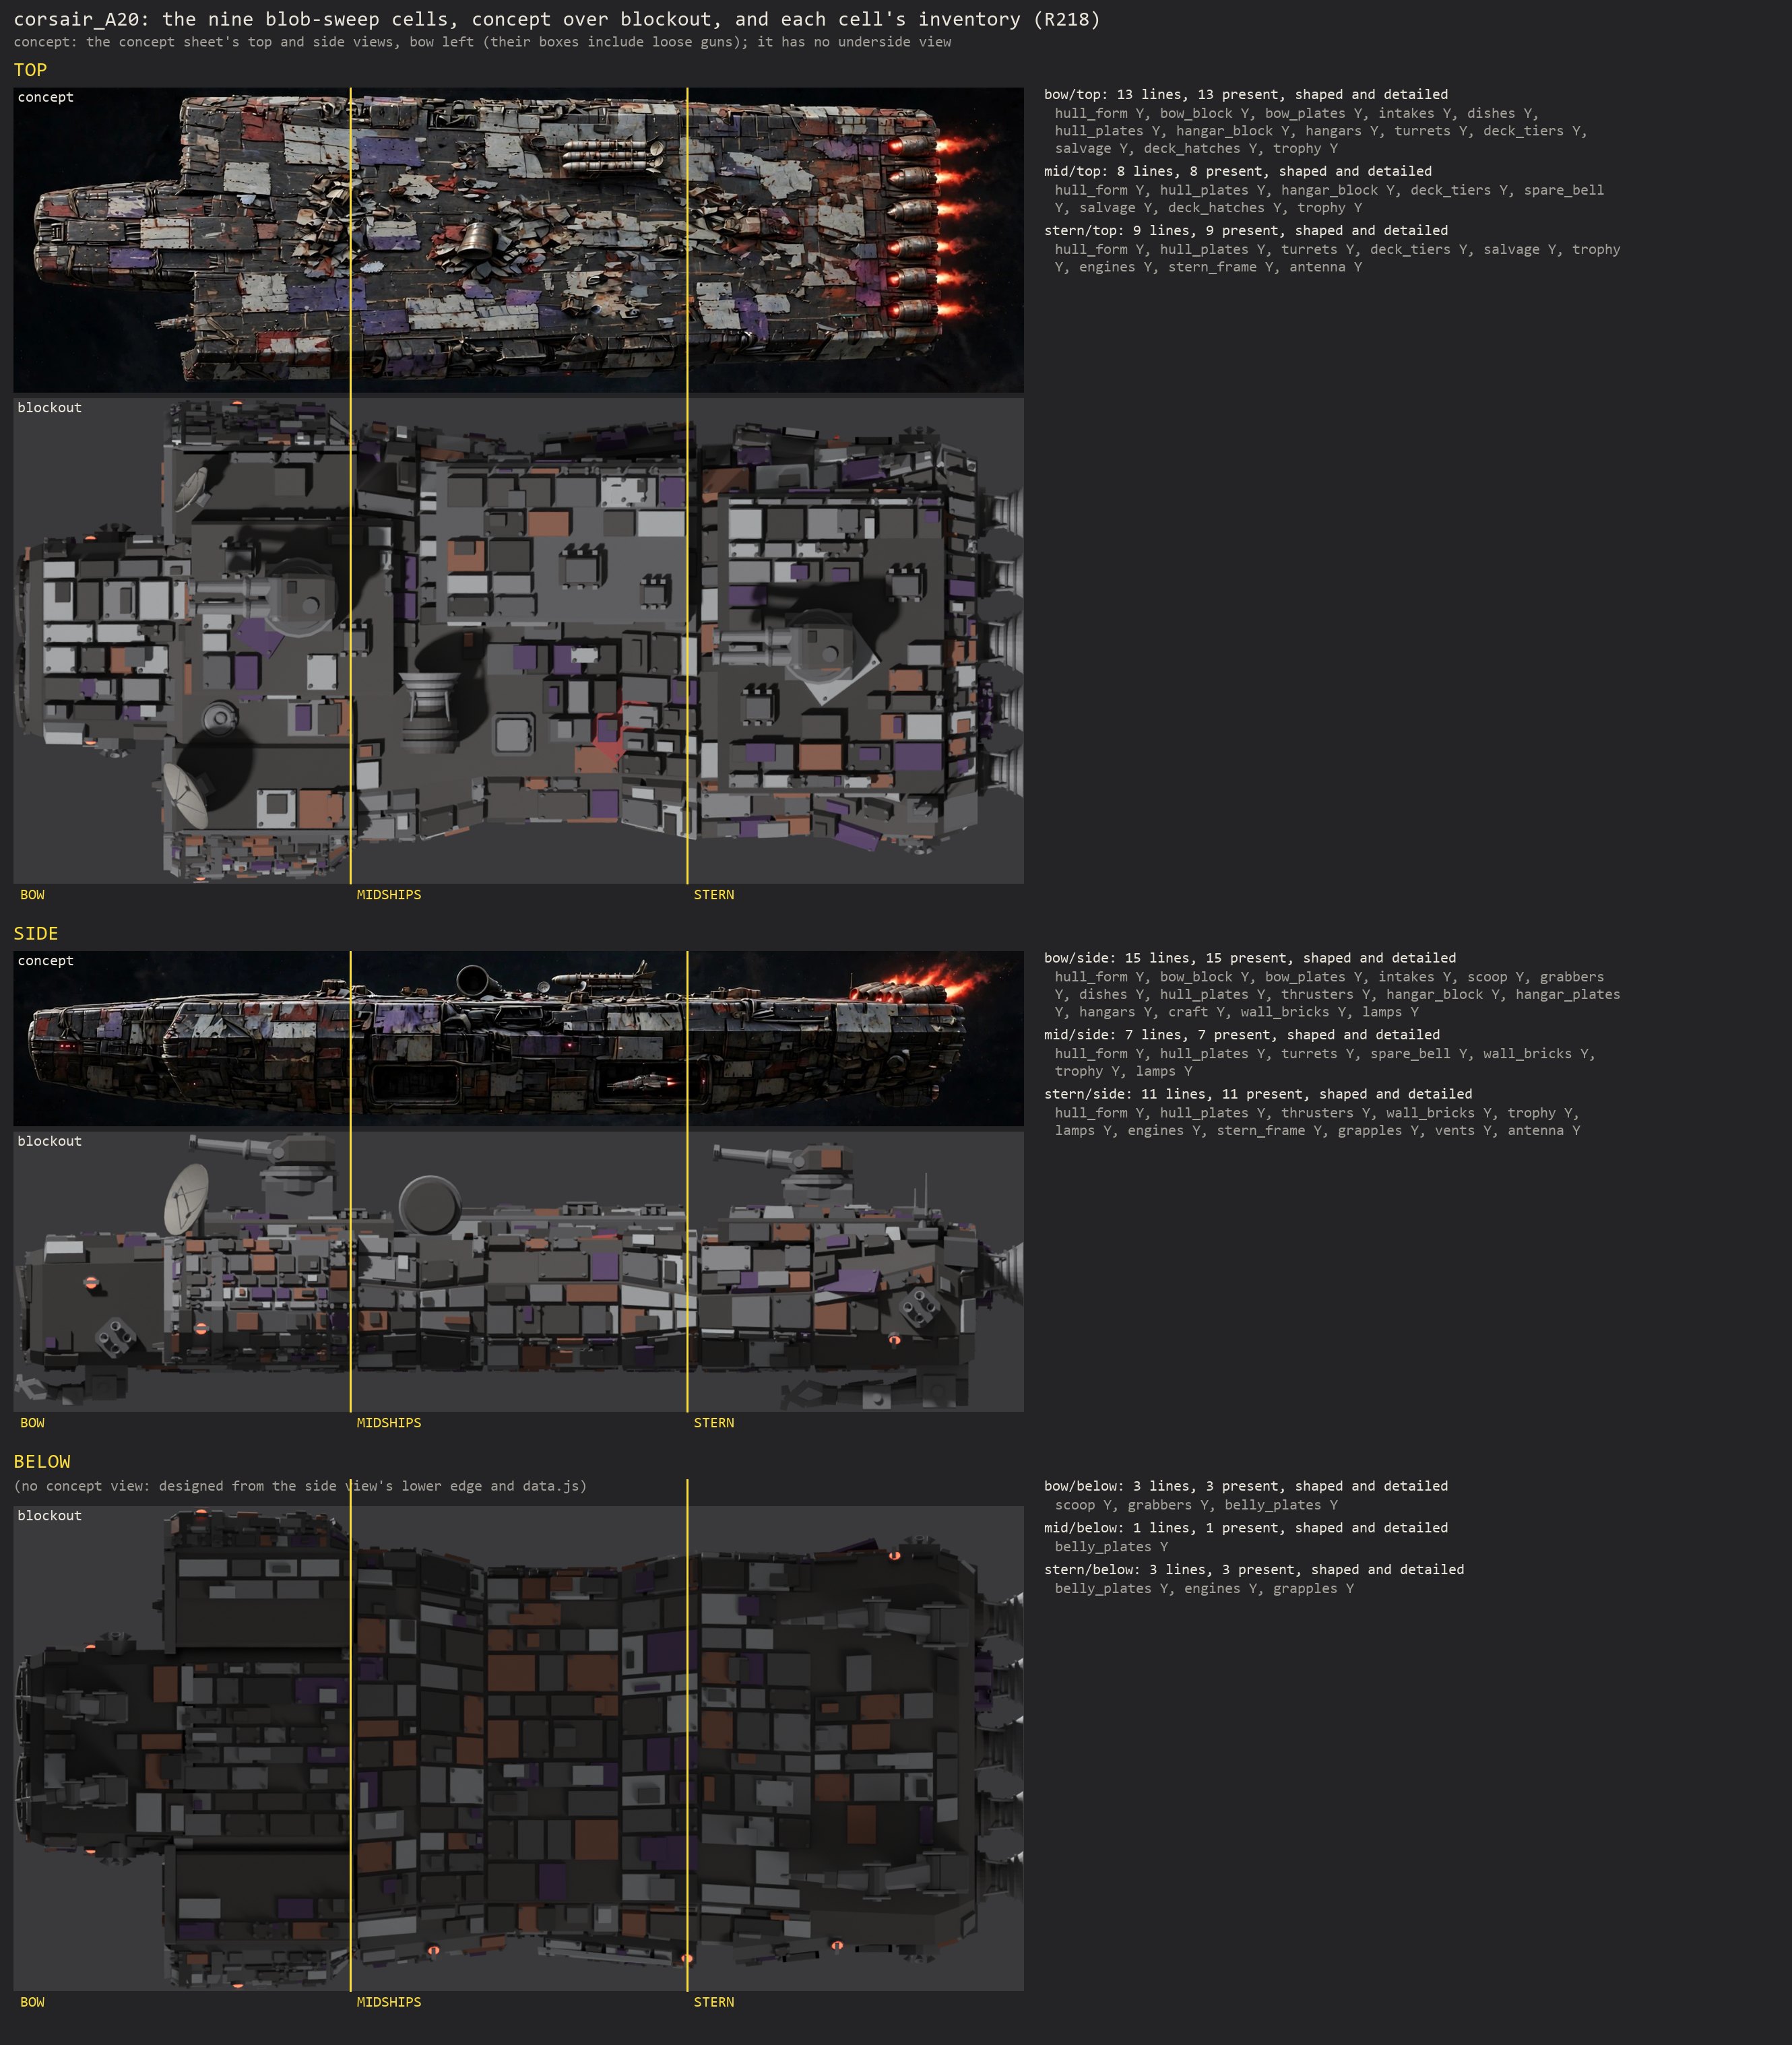 corsair_A20: the nine blob-sweep cells, concept over blockout, and each cell's inventory (R218)
concept: the concept sheet's top and side views, bow left (their boxes include loose guns); it has no underside view
TOP
concept
bow/top: 13 lines, 13 present, shaped and detailed
hull_form Y, bow_block Y, bow_plates Y, intakes Y, dishes Y,
hull_plates Y, hangar_block Y, hangars Y, turrets Y, deck_tiers Y,
salvage Y, deck_hatches Y, trophy Y
mid/top: 8 lines, 8 present, shaped and detailed
hull_form Y, hull_plates Y, hangar_block Y, deck_tiers Y, spare_bell
Y, salvage Y, deck_hatches Y, trophy Y
stern/top: 9 lines, 9 present, shaped and detailed
hull_form Y, hull_plates Y, turrets Y, deck_tiers Y, salvage Y, trophy
Y, engines Y, stern_frame Y, antenna Y
blockout
BOW
MIDSHIPS
STERN
SIDE
concept
bow/side: 15 lines, 15 present, shaped and detailed
hull_form Y, bow_block Y, bow_plates Y, intakes Y, scoop Y, grabbers
Y, dishes Y, hull_plates Y, thrusters Y, hangar_block Y, hangar_plates
Y, hangars Y, craft Y, wall_bricks Y, lamps Y
mid/side: 7 lines, 7 present, shaped and detailed
hull_form Y, hull_plates Y, turrets Y, spare_bell Y, wall_bricks Y,
trophy Y, lamps Y
stern/side: 11 lines, 11 present, shaped and detailed
hull_form Y, hull_plates Y, thrusters Y, wall_bricks Y, trophy Y,
lamps Y, engines Y, stern_frame Y, grapples Y, vents Y, antenna Y
blockout
BOW
MIDSHIPS
STERN
BELOW
(no concept view: designed from the side view's lower edge and data.js)
bow/below: 3 lines, 3 present, shaped and detailed
scoop Y, grabbers Y, belly_plates Y
mid/below: 1 lines, 1 present, shaped and detailed
belly_plates Y
stern/below: 3 lines, 3 present, shaped and detailed
belly_plates Y, engines Y, grapples Y
blockout
BOW
MIDSHIPS
STERN